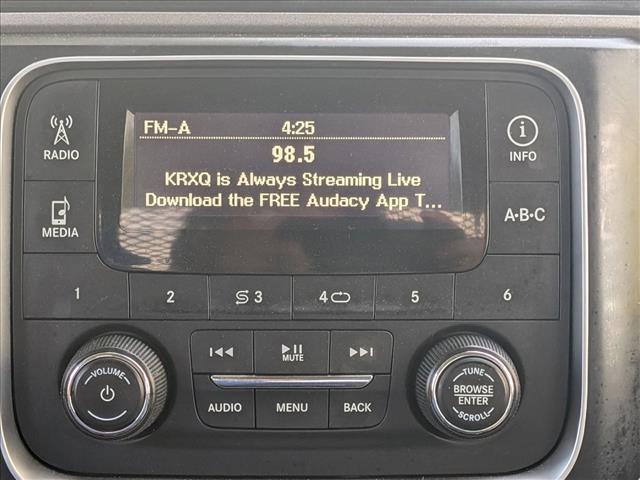 FM-A 4:25
98.5
KRXQ is Always Streaming Live
Download the FREE Audacy App T...
RADIO
INFO
MEDIA
A•B•C
1 2 3 4 5 6
MUTE
VOLUME
AUDIO MENU BACK
TUNE
BROWSE
ENTER
SCROLL